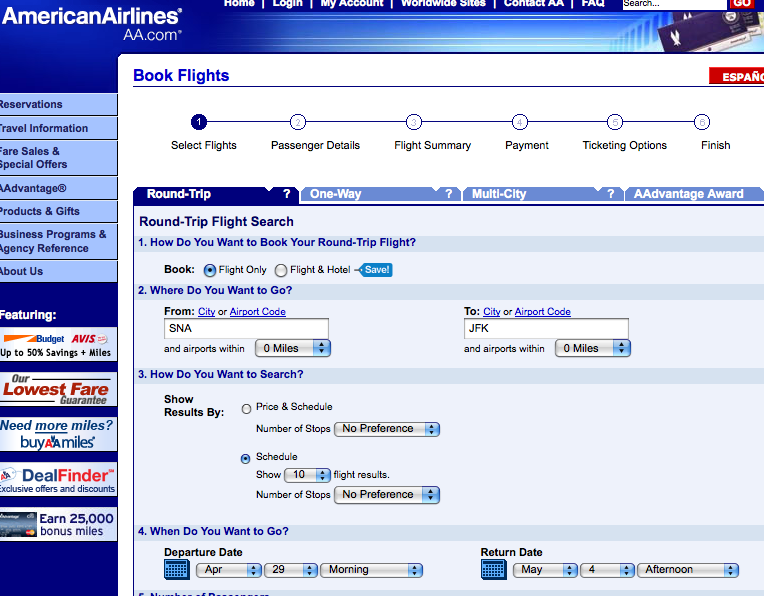 AmericanAirlines®
AA.com®
Home | Login | My Account | Worldwide Sites | Contact AA | FAQ
Search...
GO
Book Flights
ESPAÑO
1 2 3 4 5 6
Select Flights Passenger Details Flight Summary Payment Ticketing Options Finish
Reservations
Travel Information
Fare Sales &
Special Offers
AAdvantage®
Products & Gifts
Business Programs &
Agency Reference
About Us
Featuring:
Budget AVIS
Up to 50% Savings + Miles
Our
Lowest Fare
Guarantee
Need more miles?
buyAAmiles
DealFinder™
Exclusive offers and discounts
Earn 25,000
bonus miles
Round-Trip ? One-Way ? Multi-City ? AAdvantage Award
Round-Trip Flight Search
1. How Do You Want to Book Your Round-Trip Flight?
Book: Flight Only Flight & Hotel Save!
2. Where Do You Want to Go?
From: City or Airport Code To: City or Airport Code
SNA JFK
and airports within 0 Miles and airports within 0 Miles
3. How Do You Want to Search?
Show
Results By:
Price & Schedule
Number of Stops No Preference
Schedule
Show 10 flight results.
Number of Stops No Preference
4. When Do You Want to Go?
Departure Date Return Date
Apr 29 Morning May 4 Afternoon
5. Number of Passengers